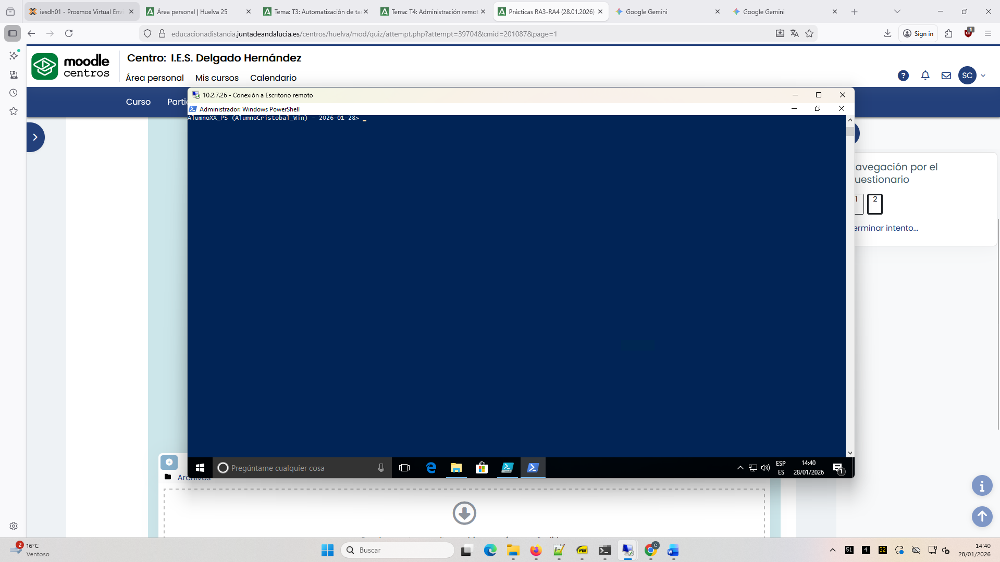 iesdh01 - Proxmox Virtual Envi
Área personal | Huelva 25
Tema: T3: Automatización de ta
Tema: T4: Administración remot
Prácticas RA3-RA4 (28.01.2026)
Google Gemini
Google Gemini
educacionadistancia.juntadeandalucia.es/centros/huelva/mod/quiz/attempt.php?attempt=39704&cmid=201087&page=1
Sign in
1
moodle
centros
Centro: I.E.S. Delgado Hernández
Área personal
Mis cursos
Calendario
SC
Curso
Parti
10.2.7.26 - Conexión a Escritorio remoto
Administrador: Windows PowerShell
AlumnoXX_PS (AlumnoCristobal_Win) - 2026-01-28>
avegación por el
uestionario
1
2
erminar intento...
Pregúntame cualquier cosa
ESP
ES
14:40
28/01/2026
1
Archivos
2
16°C
Ventoso
Buscar
PDF
C
51
4
32
14:40
28/01/2026